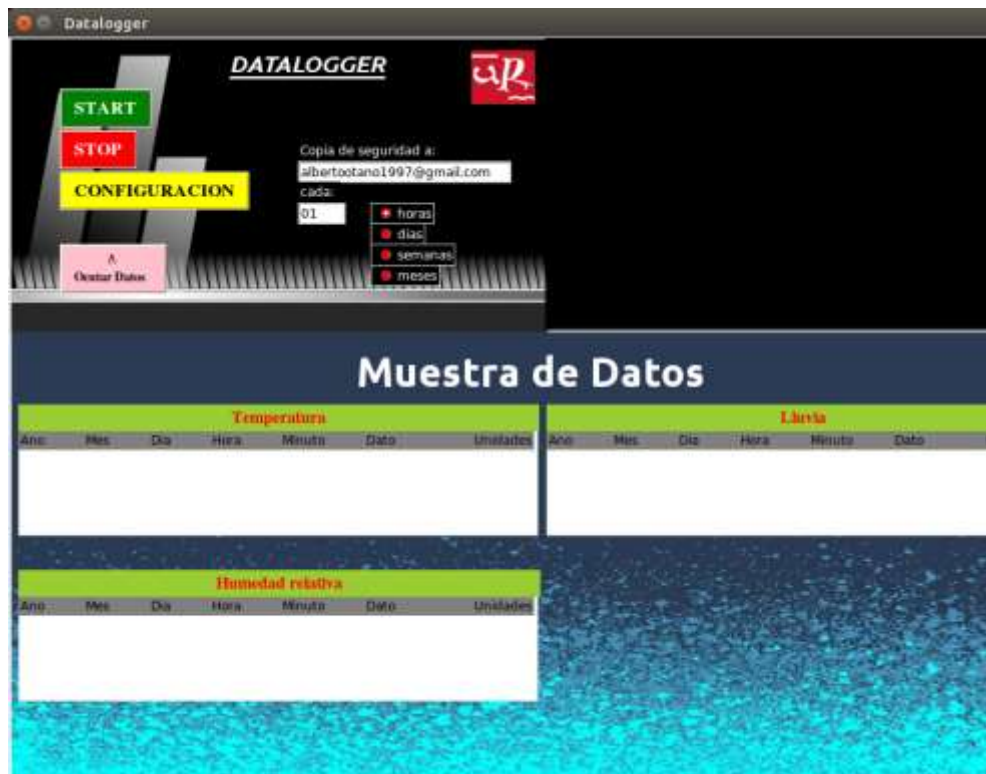 Datalogger
DATALOGGER
uR
START
STOP
CONFIGURACION
Copia de seguridad a:
albertootano1997@gmail.com
cada:
01
horas
dias
semanas
meses
^
Ocultar Datos
Muestra de Datos
Temperatura
Ano Mes Dia Hora Minuto Dato Unidades
Lluvia
Ano Mes Dia Hora Minuto Dato
Humedad relativa
Ano Mes Dia Hora Minuto Dato Unidades